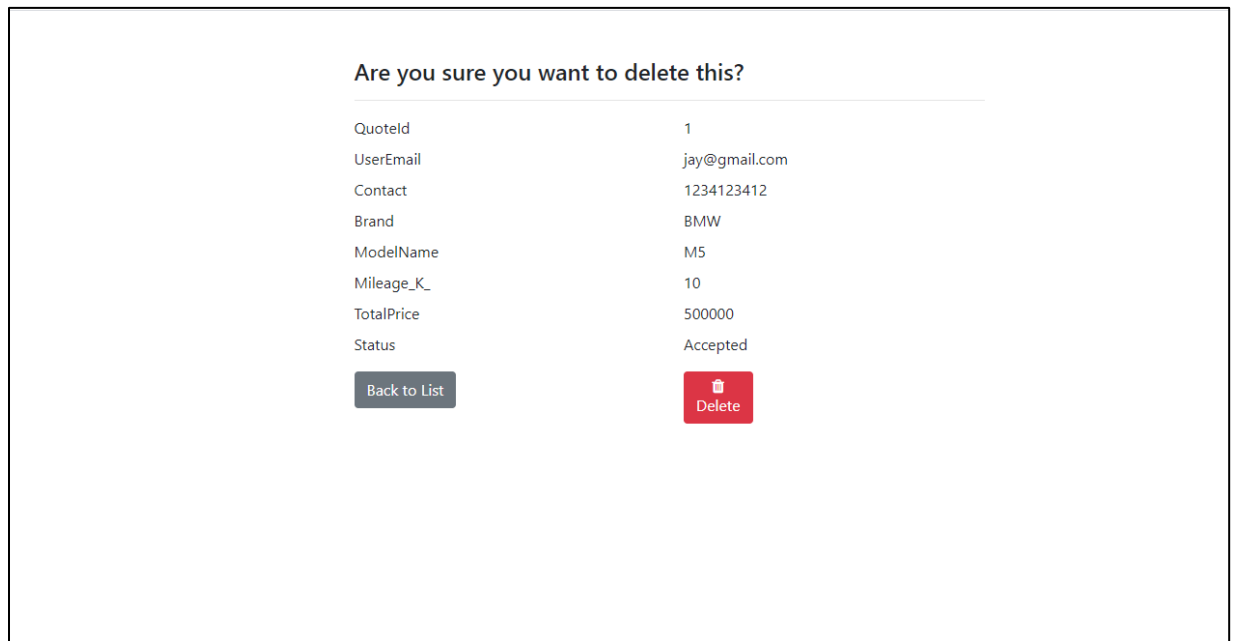 Are you sure you want to delete this?
QuoteId 1
UserEmail jay@gmail.com
Contact 1234123412
Brand BMW
ModelName M5
Mileage_K_ 10
TotalPrice 500000
Status Accepted
Back to List
Delete